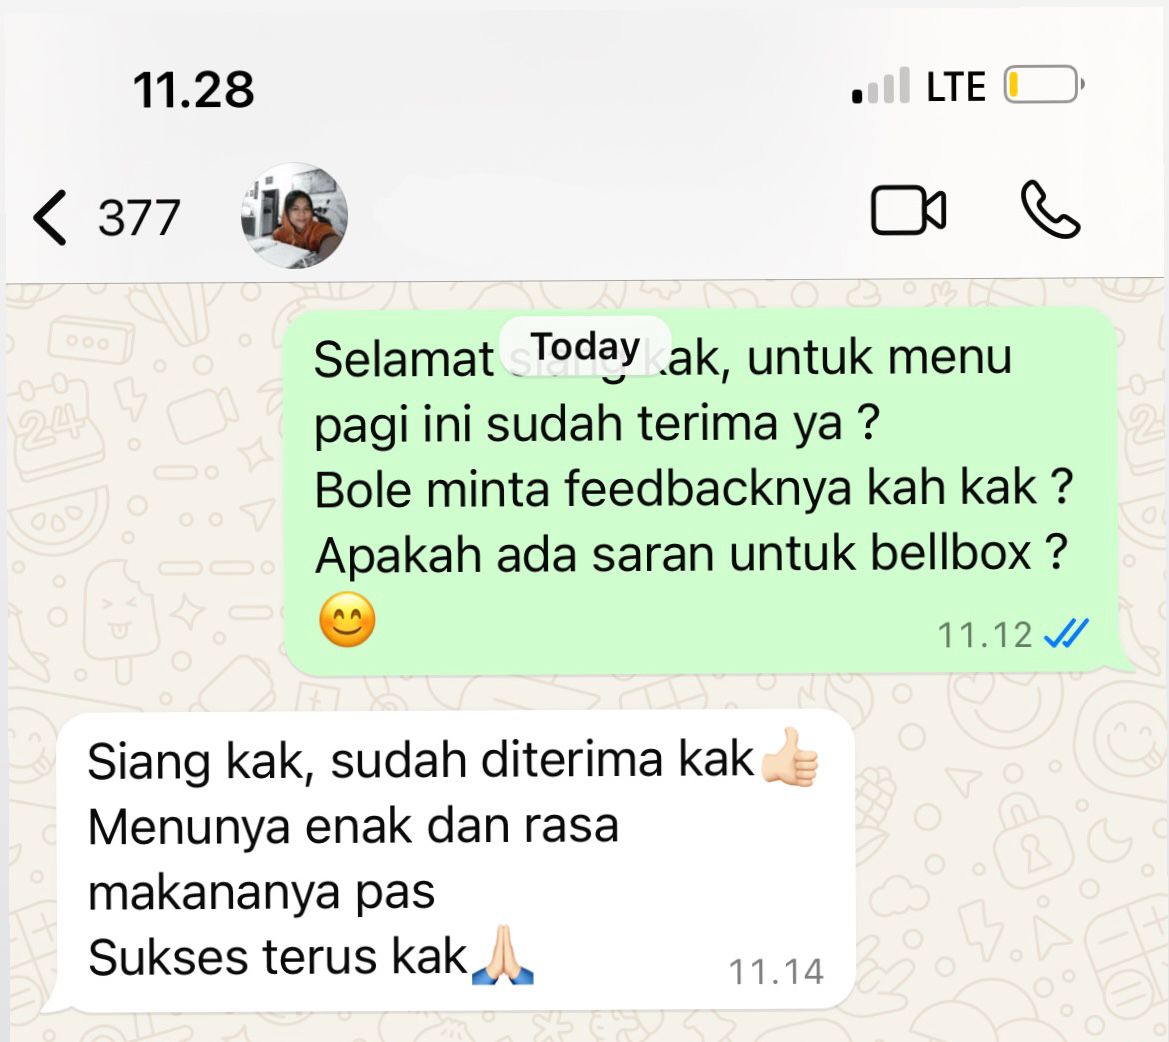 11.28
LTE
377
Today
Selamat siang kak, untuk menu
pagi ini sudah terima ya ?
Bole minta feedbacknya kah kak ?
Apakah ada saran untuk bellbox ?
😊
11.12
Siang kak, sudah diterima kak👍🏻
Menunya enak dan rasa
makananya pas
Sukses terus kak🙏🏻
11.14
24